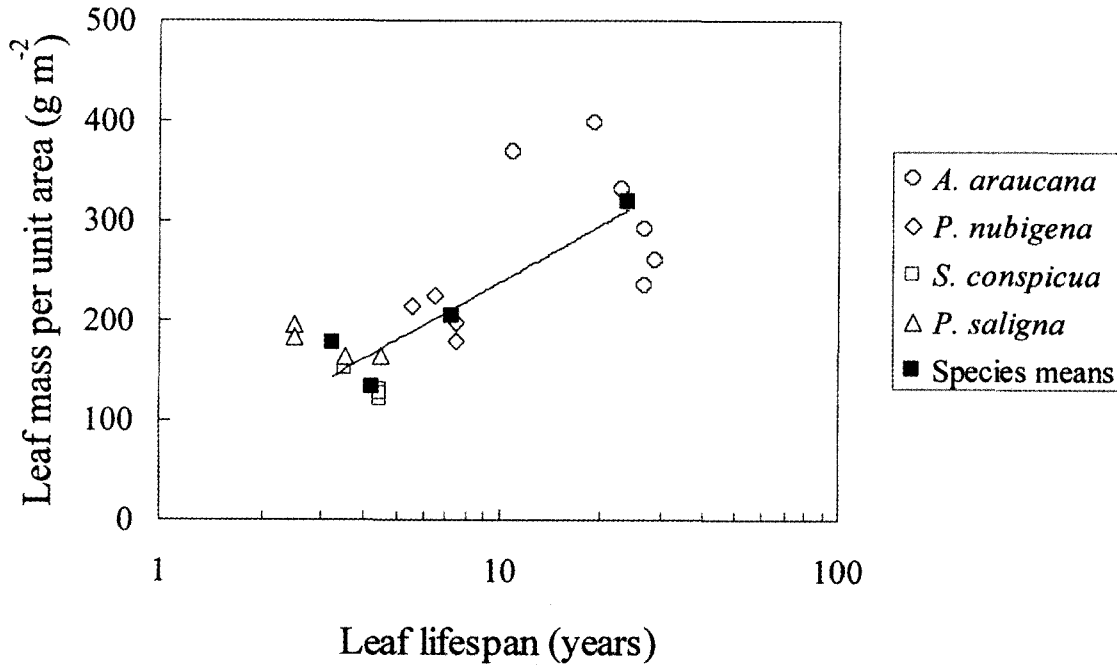 Leaf mass per unit area (g m-2)
500
400
300
200
100
0
1
10
100
Leaf lifespan (years)
A. araucana
P. nubigena
S. conspicua
P. saligna
Species means